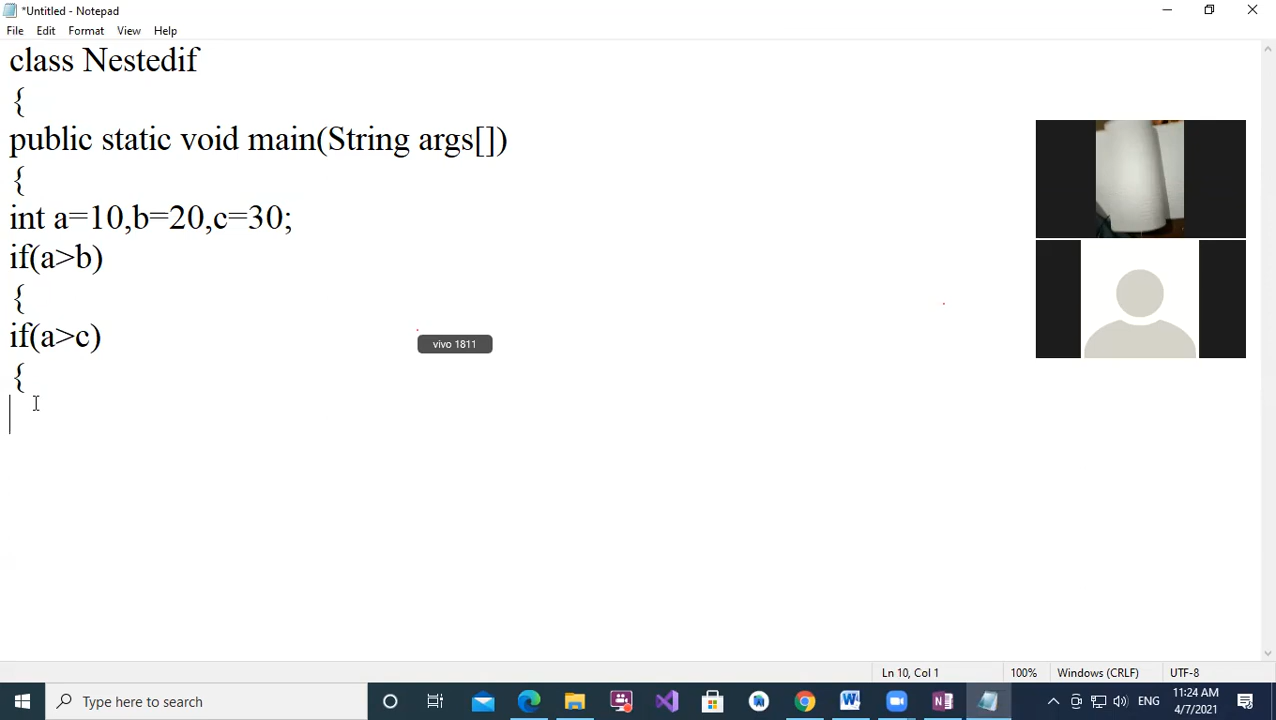 *Untitled - Notepad
File Edit Format View Help
class Nestedif
{
public static void main(String args[])
{
int a=10,b=20,c=30;
if(a>b)
{
if(a>c)
{
vivo 1811
Ln 10, Col 1 100% Windows (CRLF) UTF-8
Type here to search
ENG
11:24 AM
4/7/2021